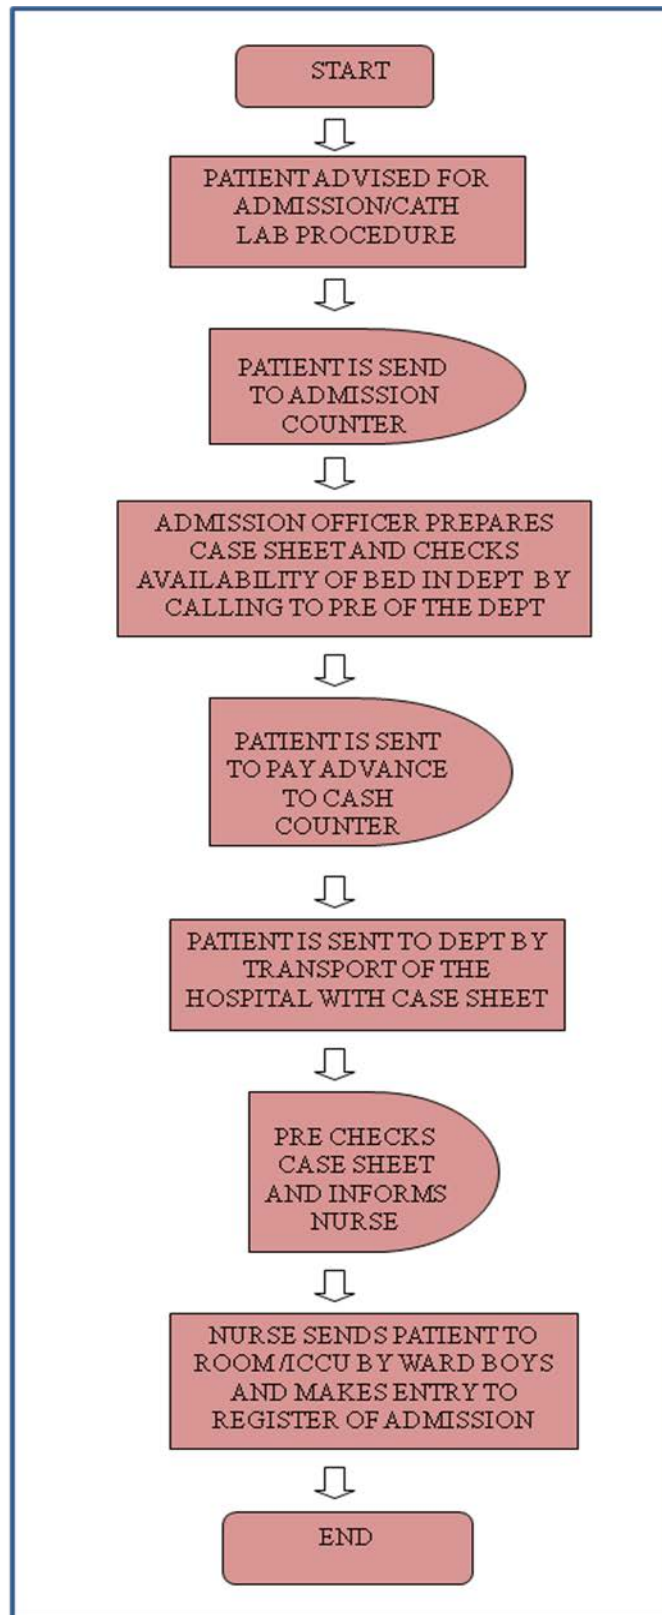 START
PATIENT ADVISED FOR
ADMISSION/CATH
LAB PROCEDURE
PATIENT IS SEND
TO ADMISSION
COUNTER
ADMISSION OFFICER PREPARES
CASE SHEET AND CHECKS
AVAILABILITY OF BED IN DEPT BY
CALLING TO PRE OF THE DEPT
PATIENT IS SENT
TO PAY ADVANCE
TO CASH
COUNTER
PATIENT IS SENT TO DEPT BY
TRANSPORT OF THE
HOSPITAL WITH CASE SHEET
PRE CHECKS
CASE SHEET
AND INFORMS
NURSE
NURSE SENDS PATIENT TO
ROOM/ICCU BY WARD BOYS
AND MAKES ENTRY TO
REGISTER OF ADMISSION
END